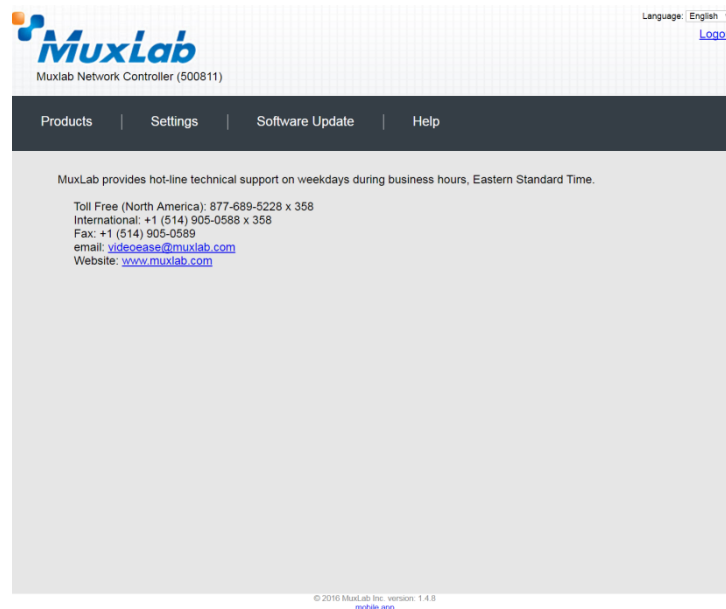 Language: English
Logo
MuxLab
Muxlab Network Controller (500811)
Products | Settings | Software Update | Help
MuxLab provides hot-line technical support on weekdays during business hours, Eastern Standard Time.
Toll Free (North America): 877-689-5228 x 358
International: +1 (514) 905-0588 x 358
Fax: +1 (514) 905-0589
email: videoease@muxlab.com
Website: www.muxlab.com
© 2016 MuxLab Inc. version: 1.4.8
mobile app